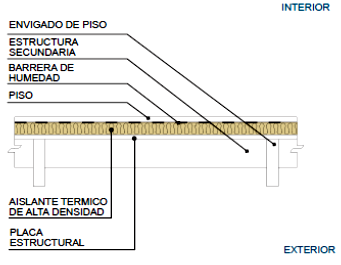 INTERIOR
ENVIGADO DE PISO
ESTRUCTURA
SECUNDARIA
BARRERA DE
HUMEDAD
PISO
AISLANTE TERMICO
DE ALTA DENSIDAD
PLACA
ESTRUCTURAL
EXTERIOR